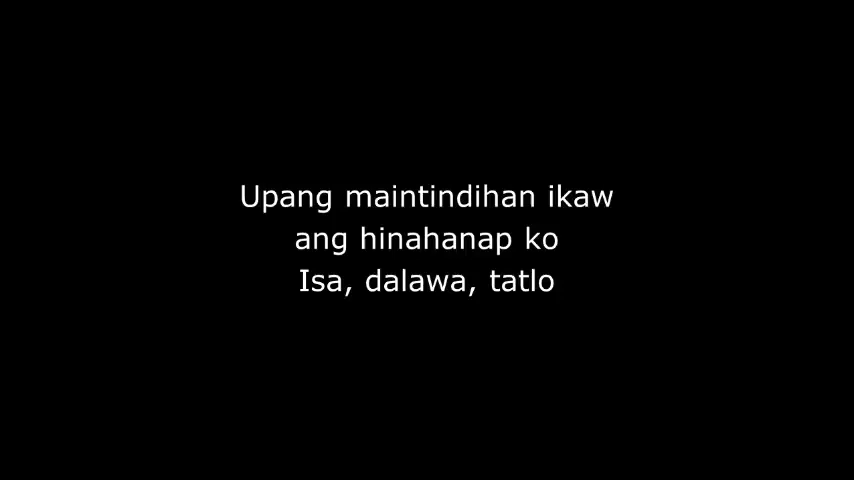 Upang maintindihan ikaw
ang hinahanap ko
Isa, dalawa, tatlo